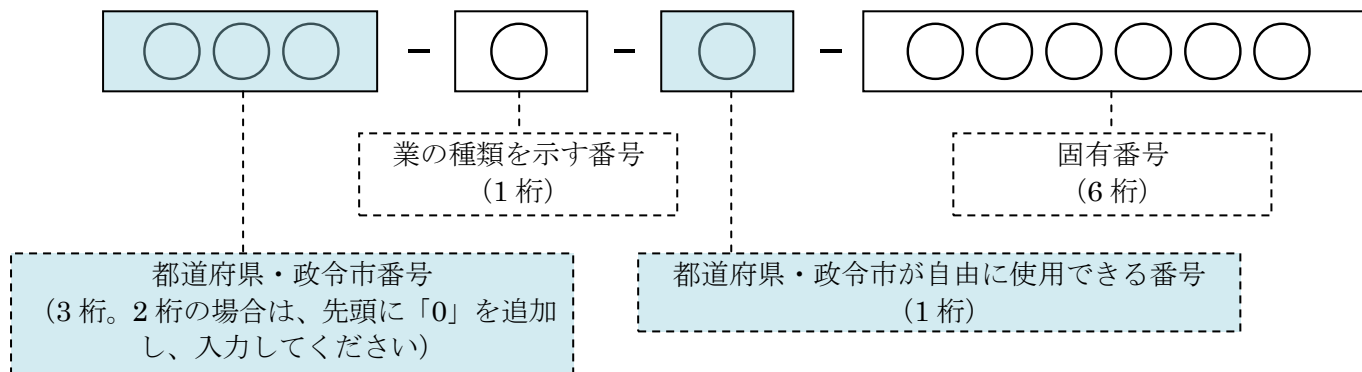 ○○○ － ○ － ○ － ○○○○○○
業の種類を示す番号
（1 桁）
固有番号
（6 桁）
都道府県・政令市番号
（3 桁。2 桁の場合は、先頭に「0」を追加
し、入力してください）
都道府県・政令市が自由に使用できる番号
（1 桁）